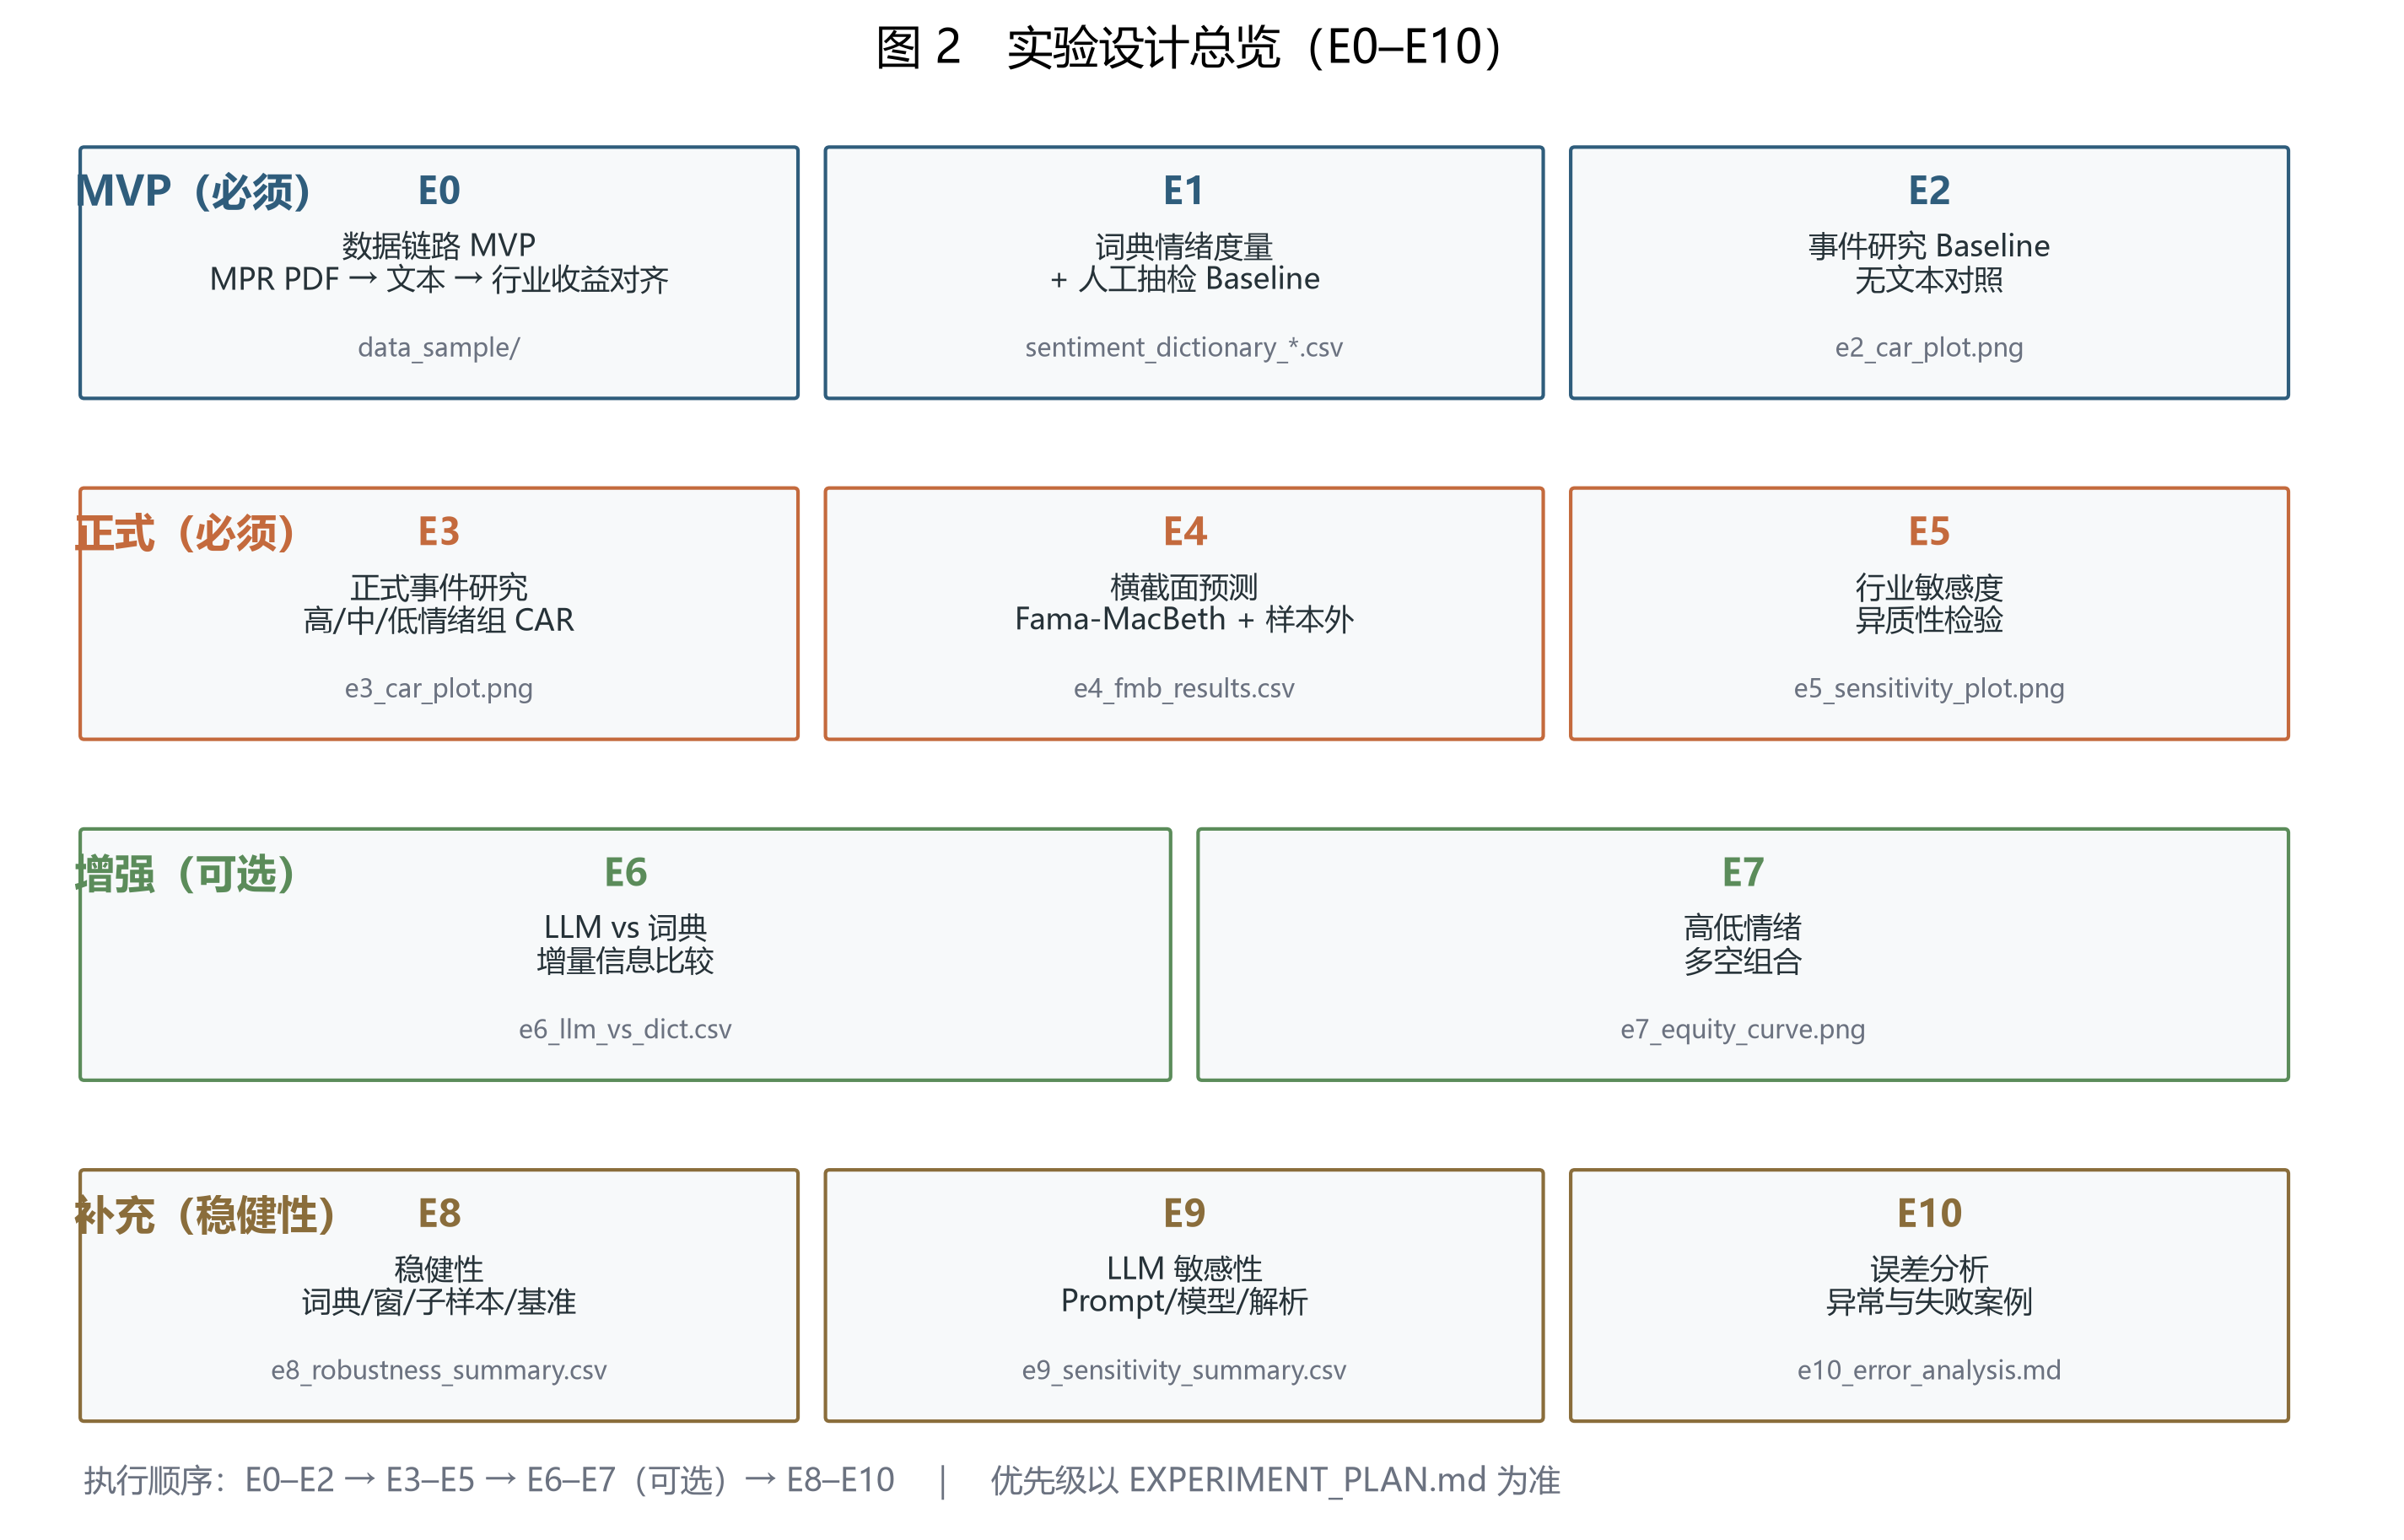 图 2　实验设计总览（E0–E10）
MVP（必须）
E0
数据链路 MVP
MPR PDF → 文本 → 行业收益对齐
data_sample/
E1
词典情绪度量
+ 人工抽检 Baseline
sentiment_dictionary_*.csv
E2
事件研究 Baseline
无文本对照
e2_car_plot.png
正式（必须）
E3
正式事件研究
高/中/低情绪组 CAR
e3_car_plot.png
E4
横截面预测
Fama-MacBeth + 样本外
e4_fmb_results.csv
E5
行业敏感度
异质性检验
e5_sensitivity_plot.png
增强（可选）
E6
LLM vs 词典
增量信息比较
e6_llm_vs_dict.csv
E7
高低情绪
多空组合
e7_equity_curve.png
补充（稳健性）
E8
稳健性
词典/窗/子样本/基准
e8_robustness_summary.csv
E9
LLM 敏感性
Prompt/模型/解析
e9_sensitivity_summary.csv
E10
误差分析
异常与失败案例
e10_error_analysis.md
执行顺序：E0–E2 → E3–E5 → E6–E7（可选）→ E8–E10　|　优先级以 EXPERIMENT_PLAN.md 为准